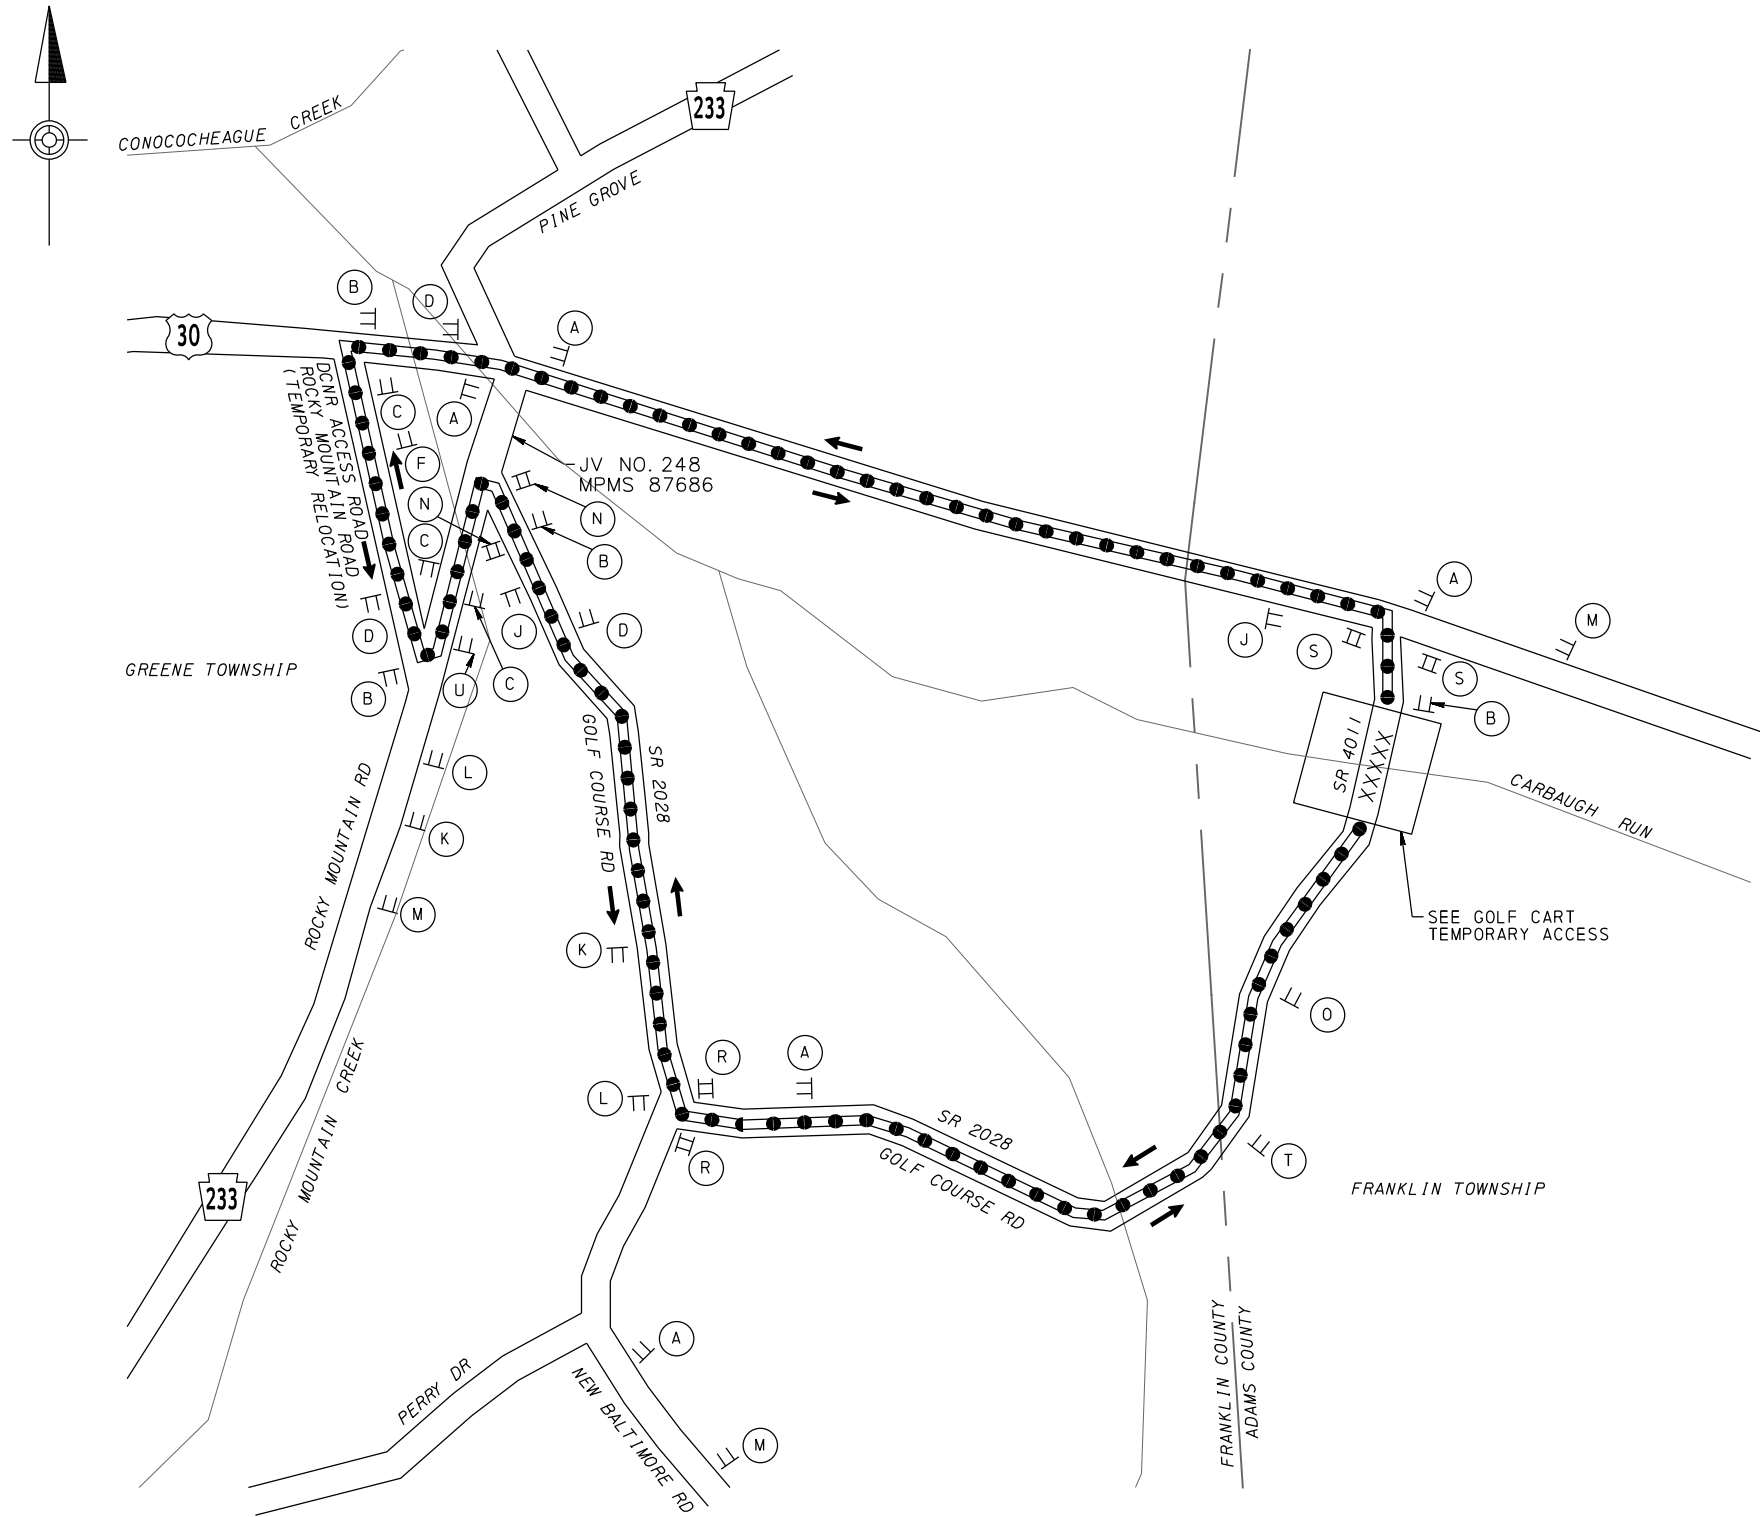 CONOCOCHEAGUE CREEK
233
PINE GROVE
30
B
D
A
C
A
F
N
C
DCNR ACCESS ROAD
ROCKY MOUNTAIN ROAD
(TEMPORARY RELOCATION)
JV NO. 248
MPMS 87686
N
B
D
J
C
U
D
B
GREENE TOWNSHIP
A
M
J
S
S
B
SR 4011
XXXXX
CARBAUGH RUN
SEE GOLF CART
TEMPORARY ACCESS
L
K
M
ROCKY MOUNTAIN RD
GOLF COURSE RD
SR 2028
K
L
R
A
R
O
T
SR 2028
GOLF COURSE RD
FRANKLIN TOWNSHIP
ROCKY MOUNTAIN CREEK
233
A
M
PERRY DR
NEW BALTIMORE RD
FRANKLIN COUNTY
ADAMS COUNTY